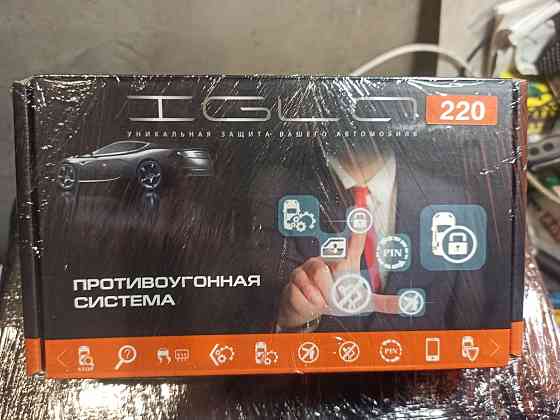 IGLA 220
УНИКАЛЬНАЯ ЗАЩИТА ВАШЕГО АВТОМОБИЛЯ
PIN
ПРОТИВОУГОННАЯ
СИСТЕМА
STOP
PIN